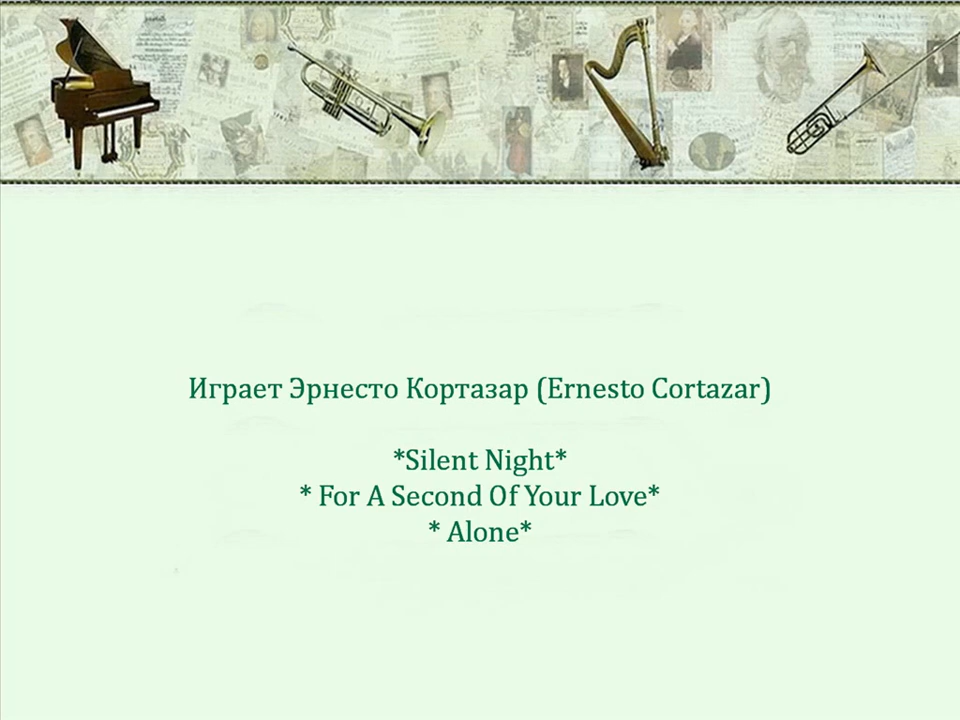 Играет Эрнесто Кортазар (Ernesto Cortazar)
*Silent Night*
* For A Second Of Your Love*
* Alone*